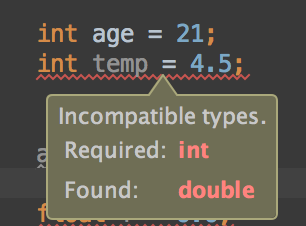 int age = 21;
int temp = 4.5;
Incompatible types.
Required: int
Found: double